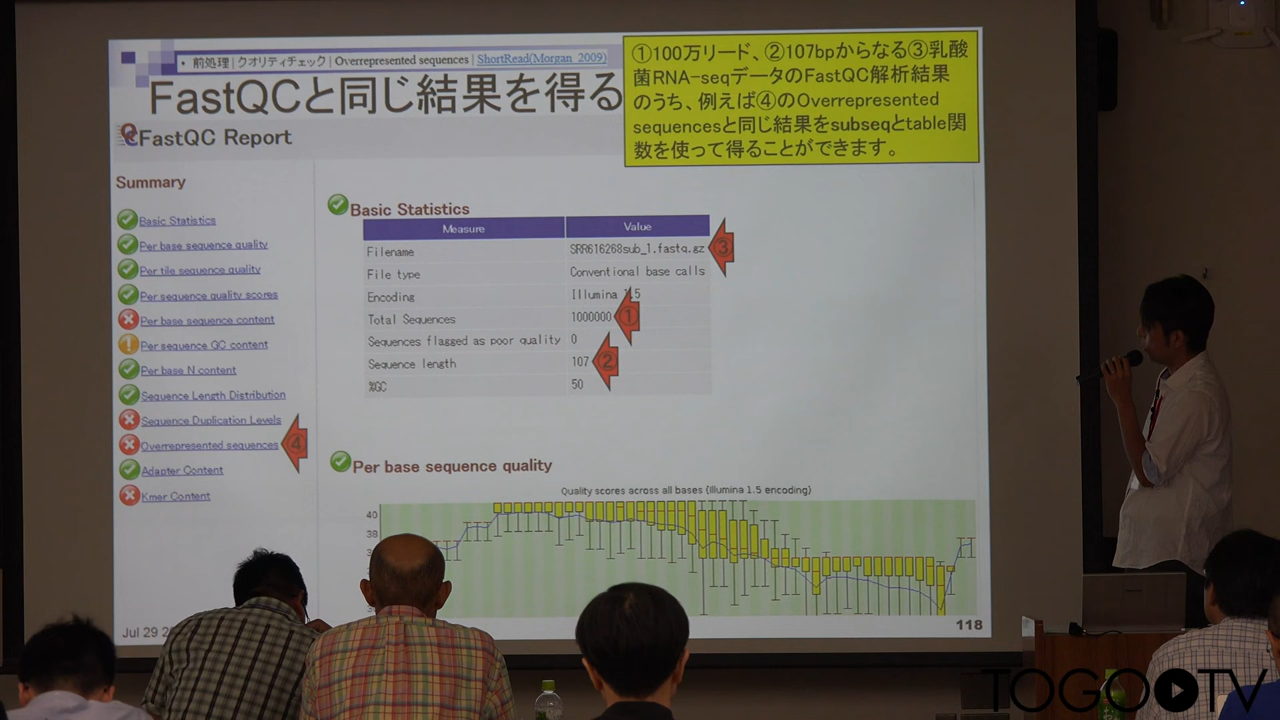 • 前処理 | クオリティチェック | Overrepresented sequences | ShortRead(Morgan_2009)
FastQCと同じ結果を得る
①100万リード、②107bpからなる③乳酸
菌RNA-seqデータのFastQC解析結果
のうち、例えば④のOverrepresented
sequencesと同じ結果をsubseqとtable関
数を使って得ることができます。
FastQC Report
Summary
Basic Statistics
Per base sequence quality
Per tile sequence quality
Per sequence quality scores
Per base sequence content
Per sequence GC content
Per base N content
Sequence Length Distribution
Sequence Duplication Levels
Overrepresented sequences ④
Adapter Content
Kmer Content
Basic Statistics
Measure Value
Filename SRR616268sub_1.fastq.gz ③
File type Conventional base calls
Encoding Illumina 1.5
Total Sequences 1000000 ①
Sequences flagged as poor quality 0
Sequence length 107 ②
%GC 50
Per base sequence quality
Quality scores across all bases (Illumina 1.5 encoding)
40
38
Jul 29
118
TOGO TV